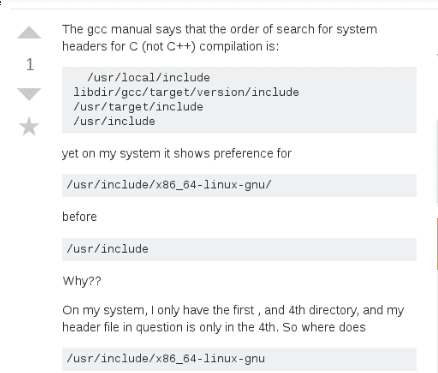 The gcc manual says that the order of search for system
headers for C (not C++) compilation is:
1
/usr/local/include
libdir/gcc/target/version/include
/usr/target/include
/usr/include
yet on my system it shows preference for
/usr/include/x86_64-linux-gnu/
before
/usr/include
Why??
On my system, I only have the first , and 4th directory, and my
header file in question is only in the 4th. So where does
/usr/include/x86_64-linux-gnu